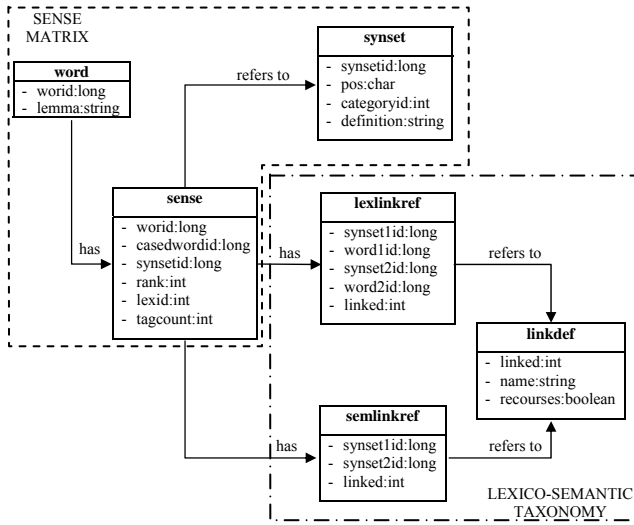 SENSE
MATRIX
word
- worid:long
- lemma:string
refers to
synset
- synsetid:long
- pos:char
- categoryid:int
- definition:string
has
sense
- worid:long
- casedwordid:long
- synsetid:long
- rank:int
- lexid:int
- tagcount:int
has
lexlinkref
- synset1id:long
- word1id:long
- synset2id:long
- word2id:long
- linked:int
refers to
linkdef
- linked:int
- name:string
- recourses:boolean
has
semlinkref
- synset1id:long
- synset2id:long
- linked:int
refers to
LEXICO-SEMANTIC
TAXONOMY